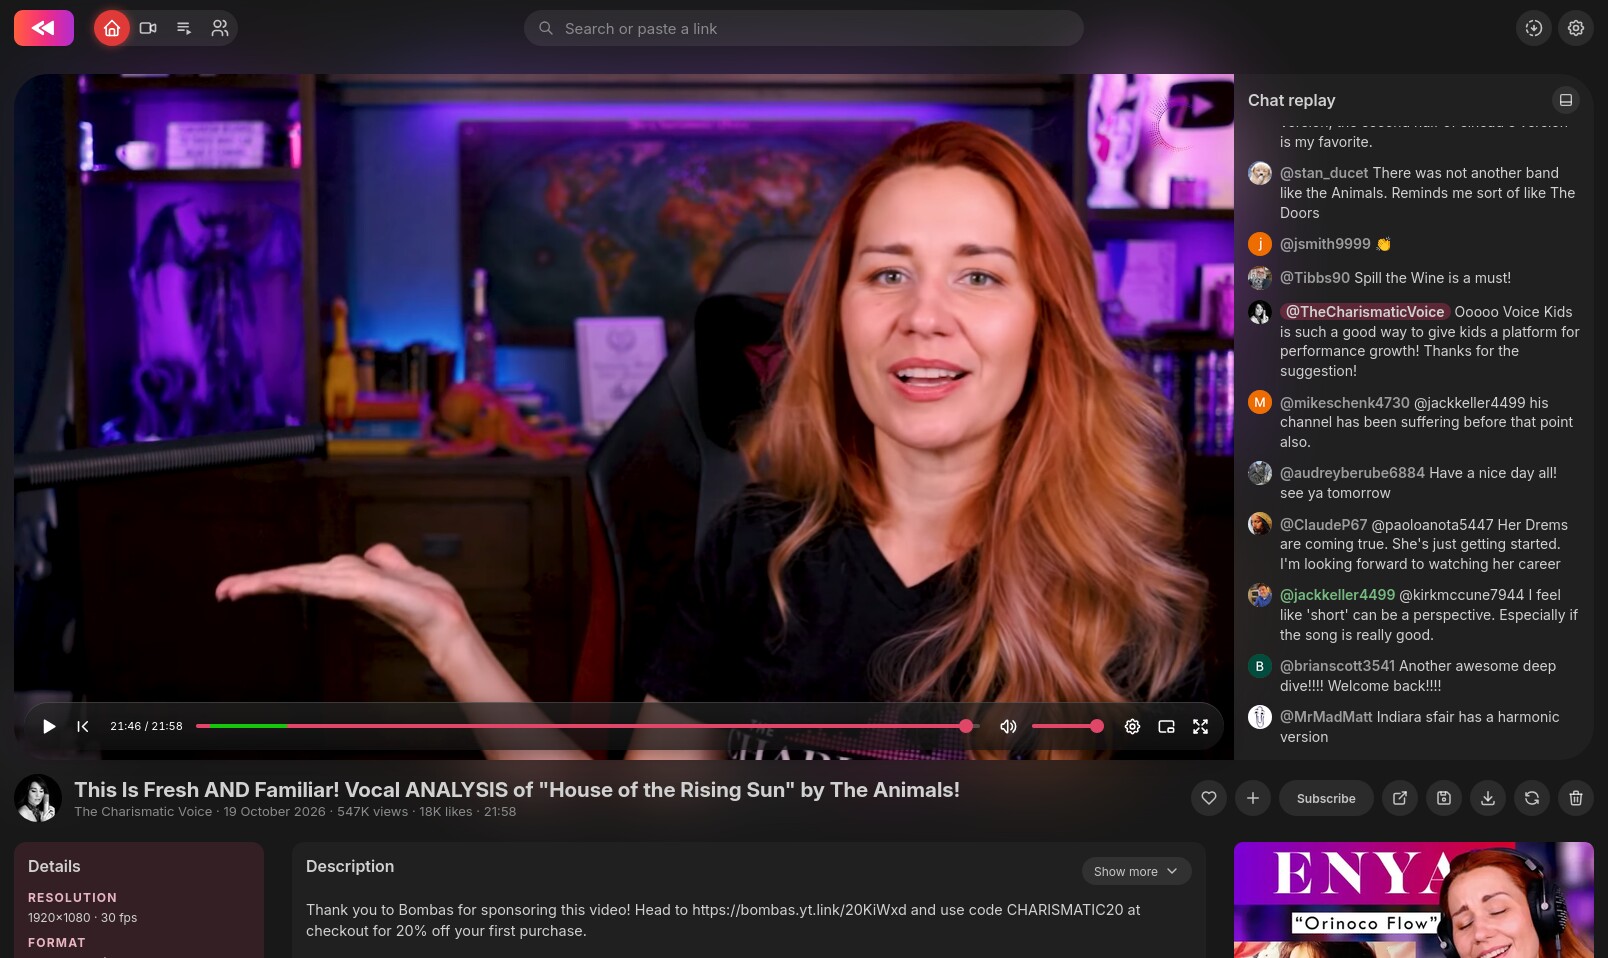 Search or paste a link
Chat replay
is my favorite.
@stan_ducet There was not another band
like the Animals. Reminds me sort of like The
Doors
@jsmith9999 👏
@Tibbs90 Spill the Wine is a must!
@TheCharismaticVoice Ooooo Voice Kids
is such a good way to give kids a platform for
performance growth! Thanks for the
suggestion!
@mikeschenk4730 @jackkeller4499 his
channel has been suffering before that point
also.
@audreyberube6884 Have a nice day all!
see ya tomorrow
@ClaudeP67 @paoloanota5447 Her Drems
are coming true. She's just getting started.
I'm looking forward to watching her career
@jackkeller4499 @kirkmccune7944 I feel
like 'short' can be a perspective. Especially if
the song is really good.
@brianscott3541 Another awesome deep
dive!!!! Welcome back!!!!
@MrMadMatt Indiara sfair has a harmonic
version
j
M
B
21:46 / 21:58
THE
This Is Fresh AND Familiar! Vocal ANALYSIS of "House of the Rising Sun" by The Animals!
The Charismatic Voice · 19 October 2026 · 547K views · 18K likes · 21:58
Subscribe
Details
RESOLUTION
1920×1080 · 30 fps
FORMAT
Description
Show more
Thank you to Bombas for sponsoring this video! Head to https://bombas.yt.link/20KiWxd and use code CHARISMATIC20 at
checkout for 20% off your first purchase.
ENYA
“Orinoco Flow”